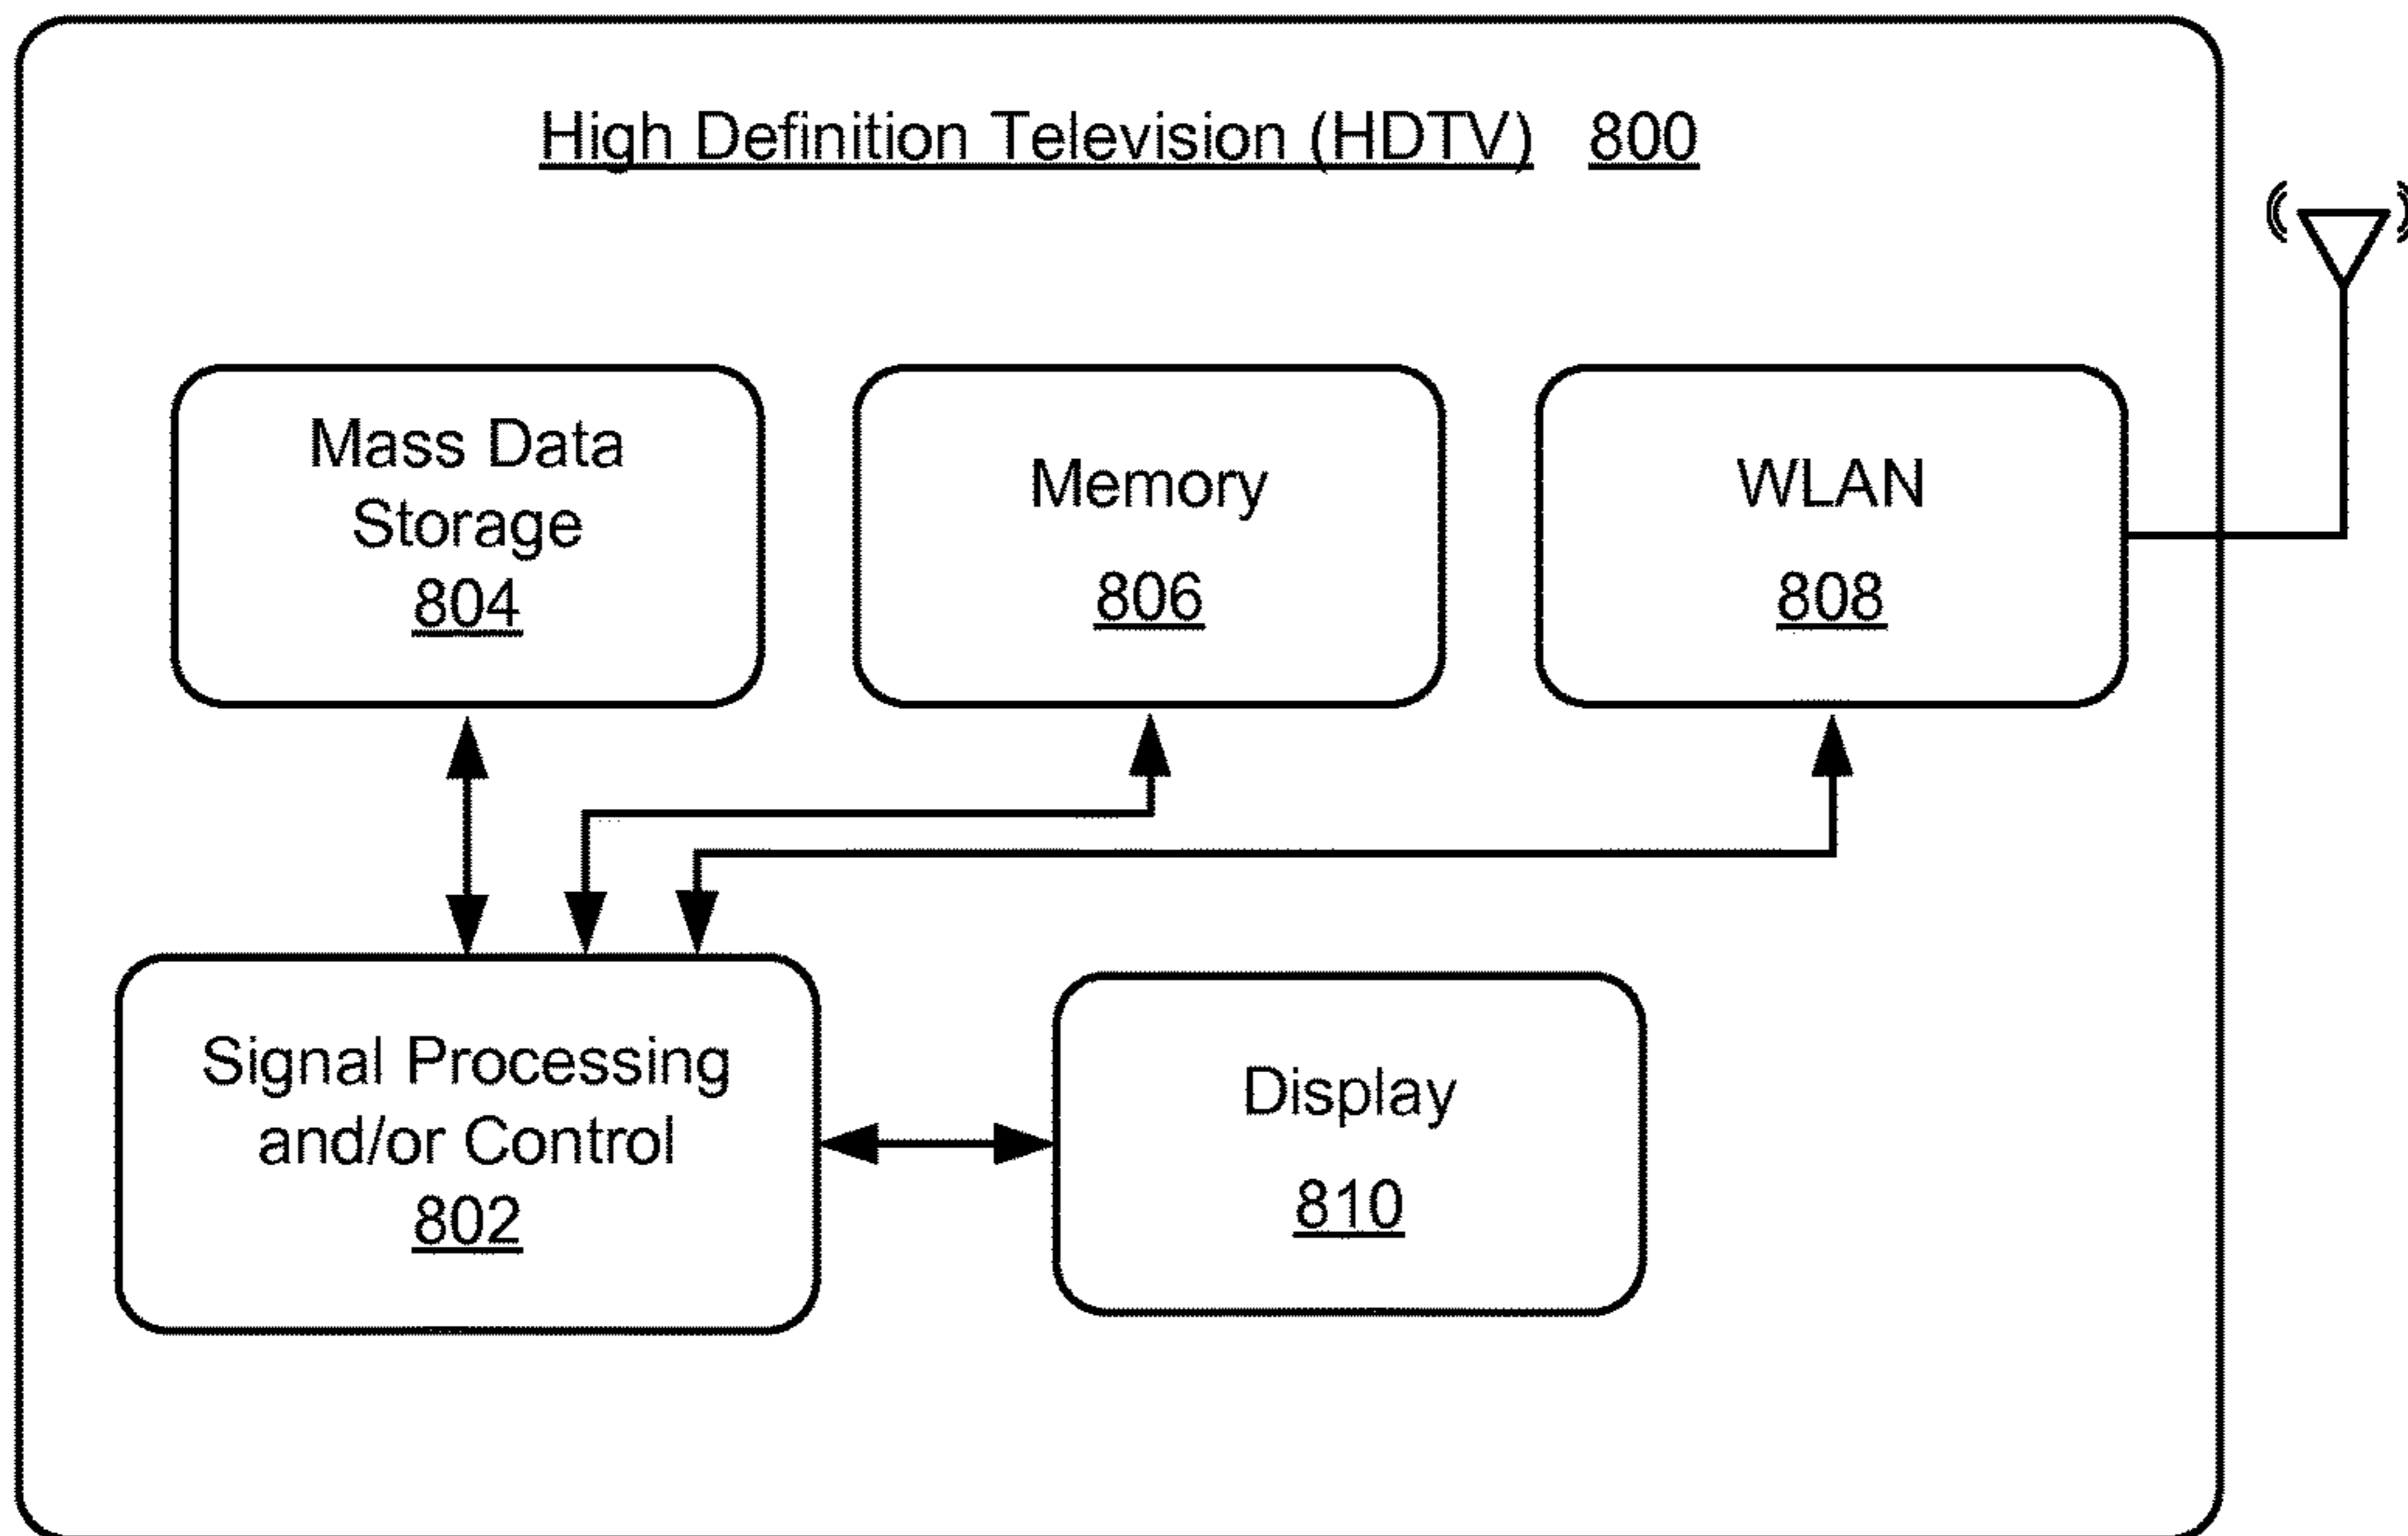 High Definition Television (HDTV) 800
Mass Data
Storage
804
Memory
806
WLAN
808
Signal Processing
and/or Control
802
Display
810